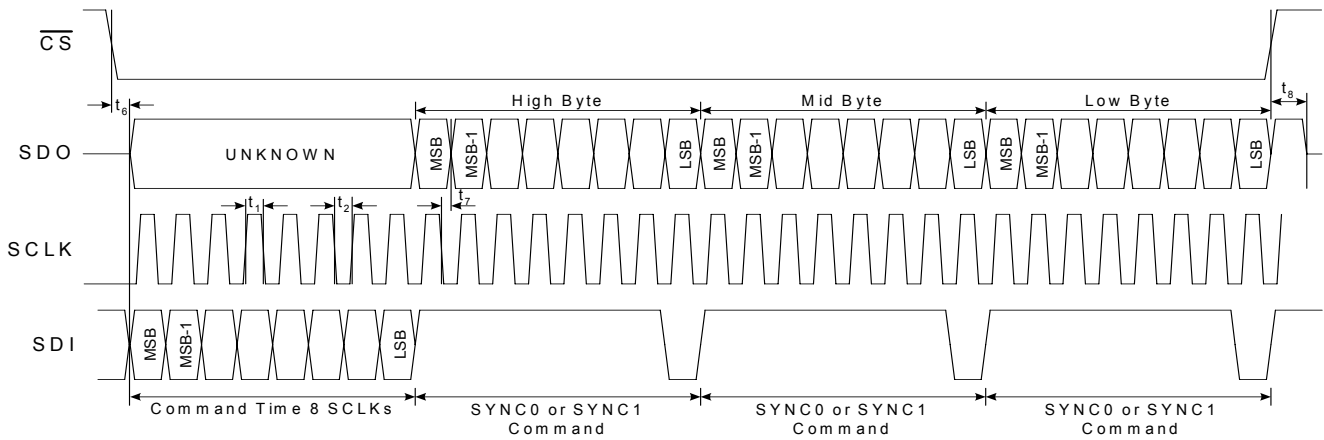 CS
t6
High Byte
Mid Byte
Low Byte
t8
SDO
UNKNOWN
MSB
MSB-1
LSB
MSB
MSB-1
LSB
MSB
MSB-1
LSB
t1
t2
t7
SCLK
SDI
MSB
MSB-1
LSB
Command Time 8 SCLKs
SYNC0 or SYNC1
Command
SYNC0 or SYNC1
Command
SYNC0 or SYNC1
Command